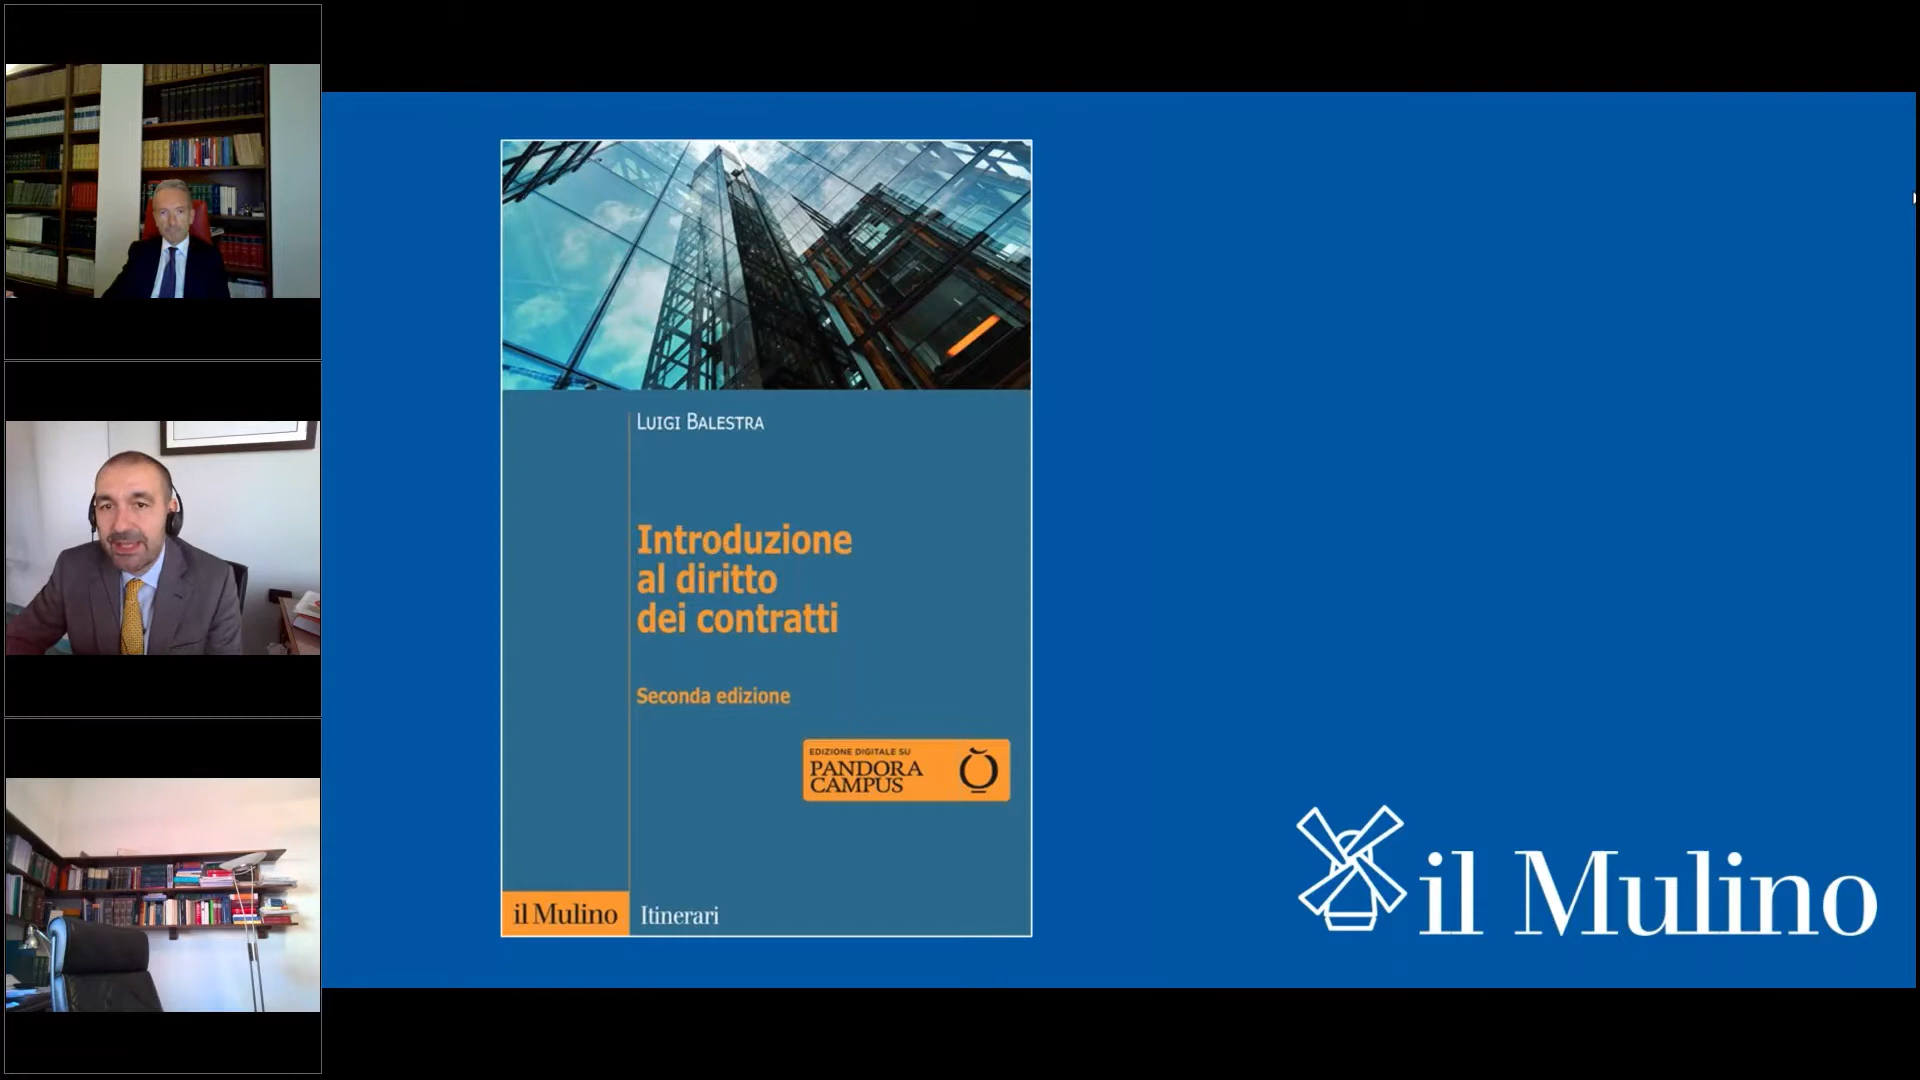 LUIGI BALESTRA
Introduzione
al diritto
dei contratti
Seconda edizione
EDIZIONE DIGITALE SU
PANDORA
CAMPUS
il Mulino
Itinerari
il Mulino